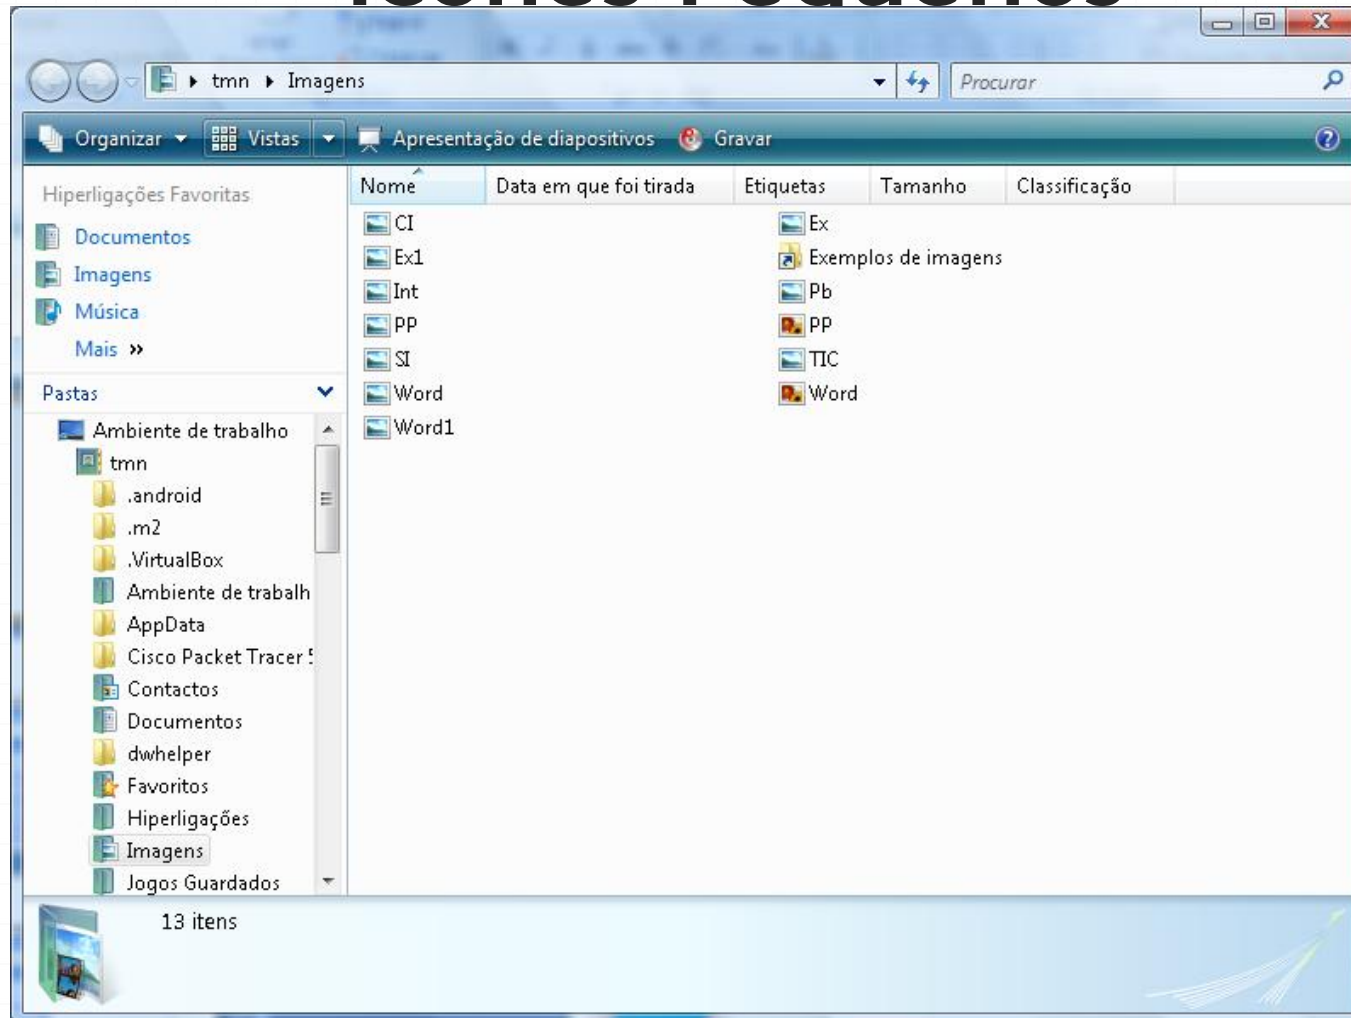 Ícones Pequenos
tmn Imagens
Procurar
Organizar Vistas Apresentação de diapositivos Gravar
Nome Data em que foi tirada Etiquetas Tamanho Classificação
Hiperligações Favoritas
Documentos
Imagens
Música
Mais »
Pastas
Ambiente de trabalho
tmn
.android
.m2
.VirtualBox
Ambiente de trabalh
AppData
Cisco Packet Tracer
Contactos
Documentos
dwhelper
Favoritos
Hiperligações
Imagens
Jogos Guardados
CI Ex
Ex1 Exemplos de imagens
Int Pb
PP PP
SI TIC
Word Word
Word1
13 itens